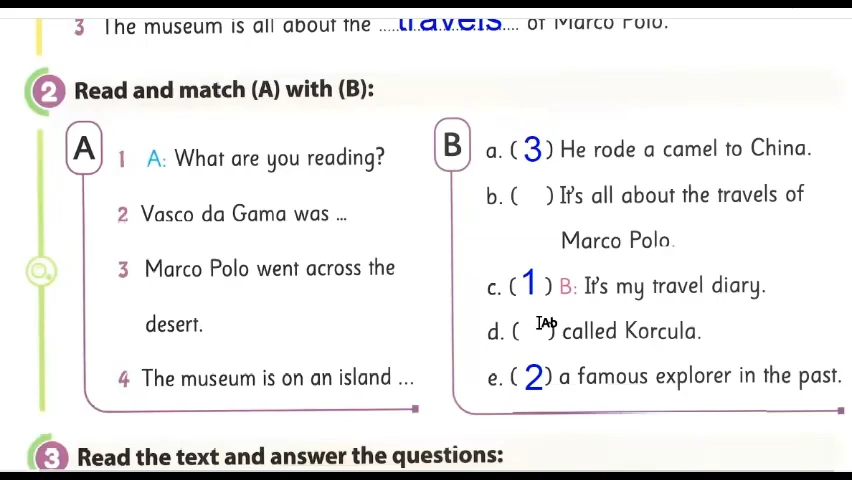 3 The museum is all about the .....travels..... of Marco Polo.
2 Read and match (A) with (B):
A
1 A: What are you reading?
2 Vasco da Gama was ...
3 Marco Polo went across the
desert.
4 The museum is on an island ...
B
a. ( 3 ) He rode a camel to China.
b. ( ) It's all about the travels of
Marco Polo.
c. ( 1 ) B: It's my travel diary.
d. ( ) called Korcula.
e. ( 2 ) a famous explorer in the past.
3 Read the text and answer the questions: